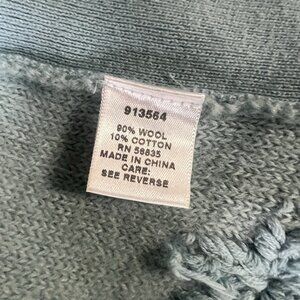 913564
90% WOOL
10% COTTON
RN 56835
MADE IN CHINA
CARE:
SEE REVERSE